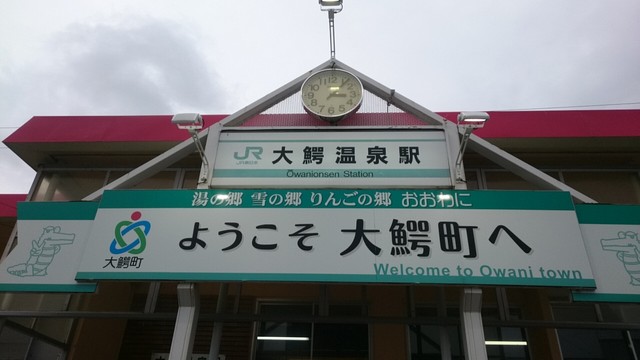 JR 大鰐温泉駅
JR東日本
Ōwanionsen Station
湯の郷 雪の郷 りんごの郷 おおわに
ようこそ 大鰐町へ
大鰐町
Welcome to Owani town